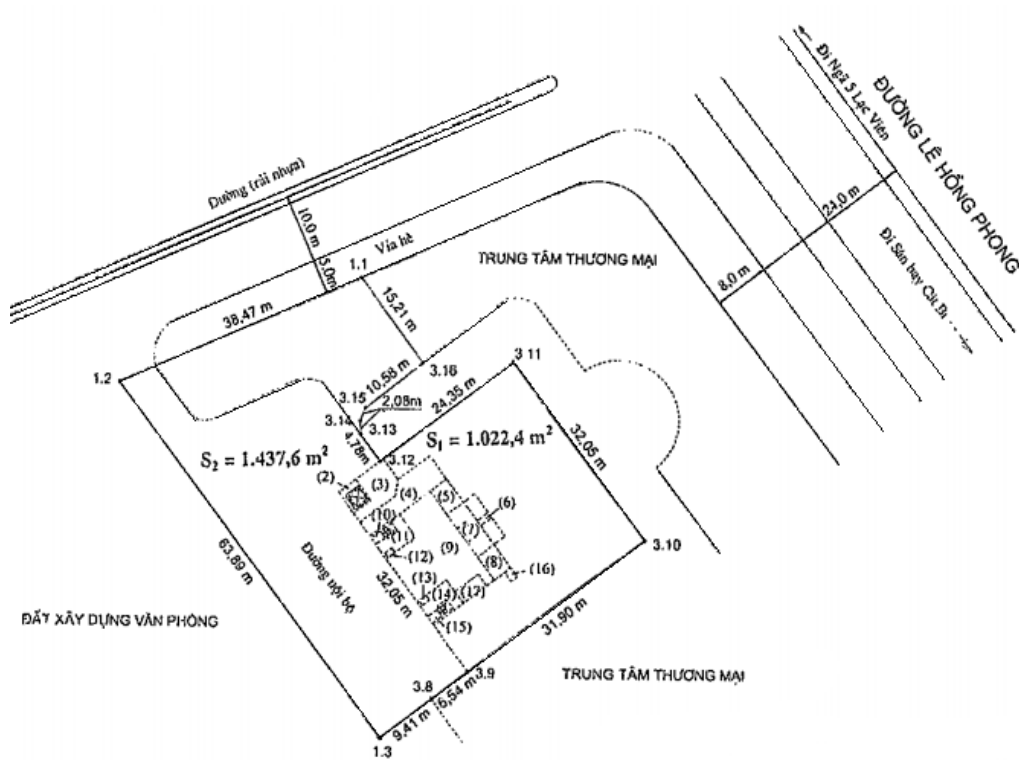 Đi Ngã 5 Lạc Viên
ĐƯỜNG LÊ HỒNG PHONG
Đi Sân bay Cát Bi
24,0 m
8,0 m
Đường (rải nhựa)
10,0 m
5,0m
Vỉa hè
1.1
TRUNG TÂM THƯƠNG MẠI
15,21 m
38,47 m
1.2
3.16
3.11
10,58 m
3.15
2,08m
24,35 m
3.14
3.13
4,78m
S₁ = 1.022,4 m²
32,05 m
S₂ = 1.437,6 m²
3.12
(2)
(3)
(4)
(5)
(6)
(10)
(7)
(11)
(9)
(12)
(8)
(16)
3.10
(13)
(14)
(17)
(15)
63,89 m
Đường nội bộ
32,05 m
ĐẤT XÂY DỰNG VĂN PHÒNG
31,90 m
3.9
TRUNG TÂM THƯƠNG MẠI
3.8
6,54 m
9,41 m
1.3